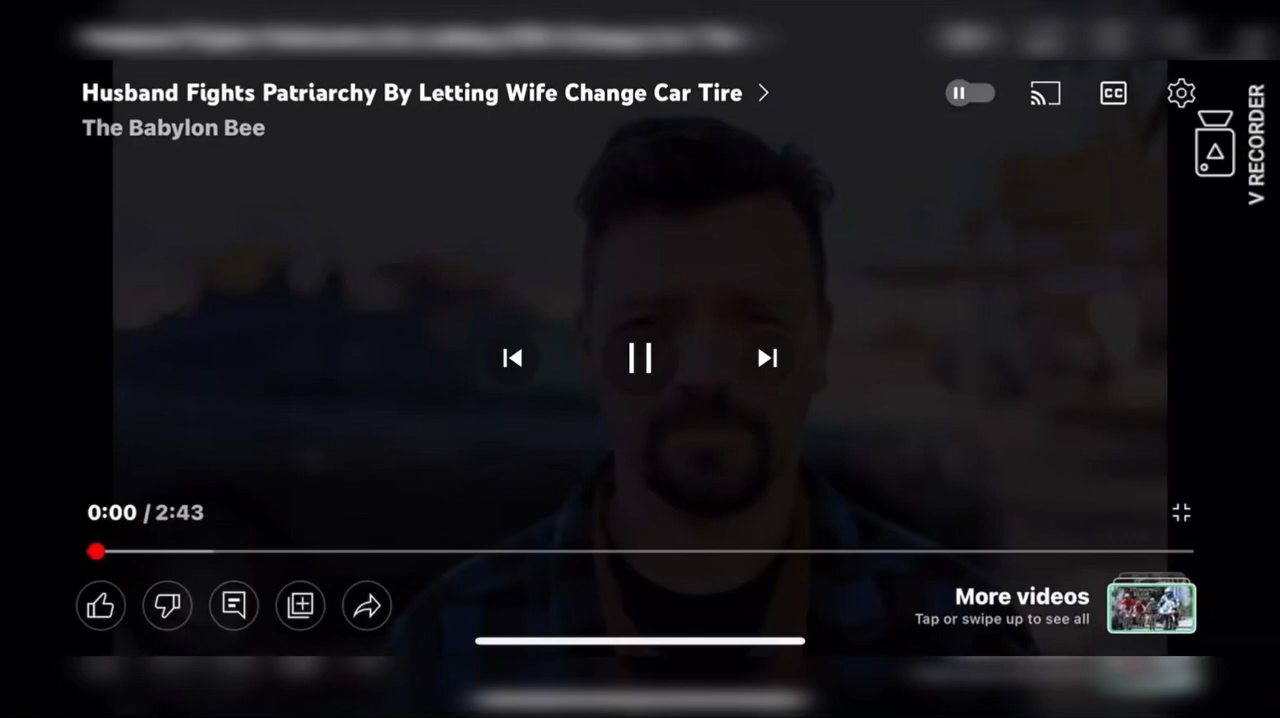 Husband Fights Patriarchy By Letting Wife Change Car Tire
The Babylon Bee
CC
V RECORDER
0:00 / 2:43
More videos
Tap or swipe up to see all